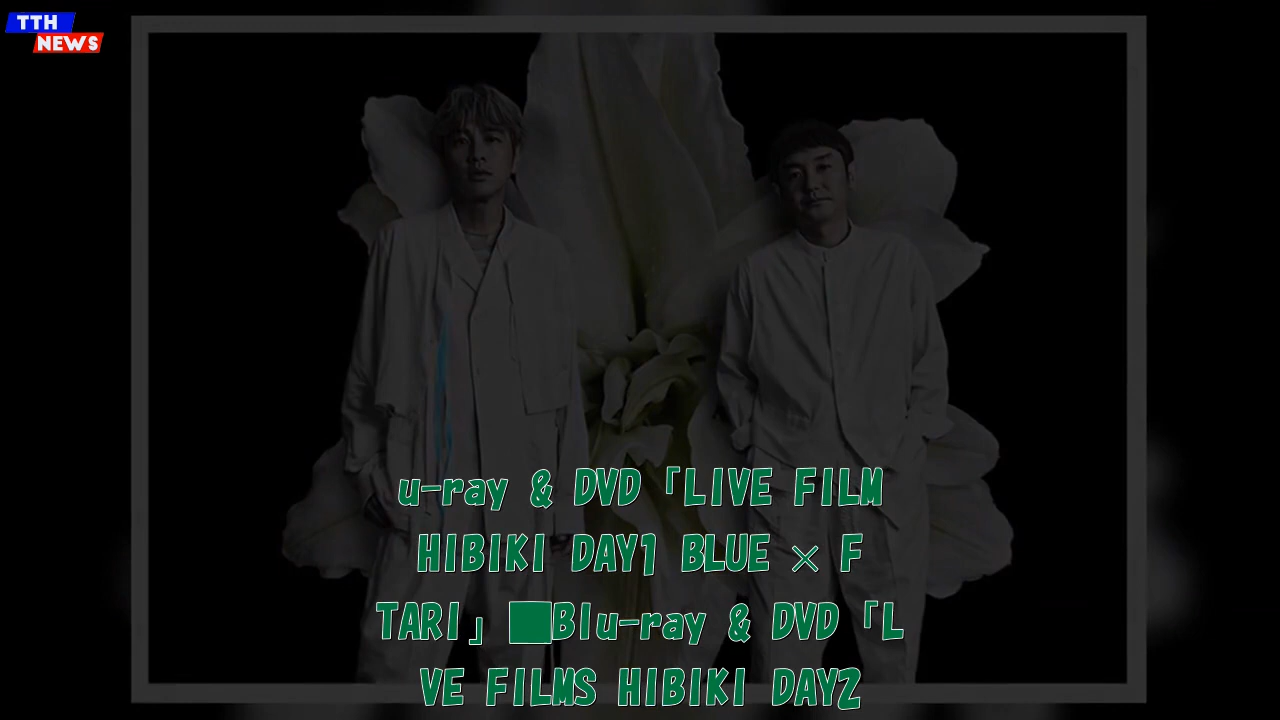 TTH
NEWS
u-ray & DVD「LIVE FILM
HIBIKI DAY1 BLUE × F
TARI」■Blu-ray & DVD「L
VE FILMS HIBIKI DAY2